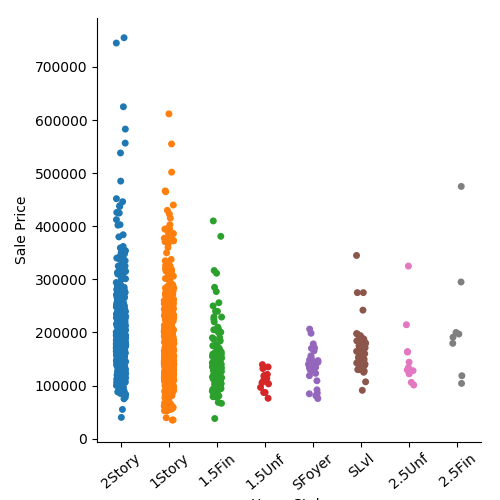 700000
600000
500000
400000
300000
200000
100000
0
Sale Price
2Story
1Story
1.5Fin
1.5Unf
SFoyer
SLvl
2.5Unf
2.5Fin